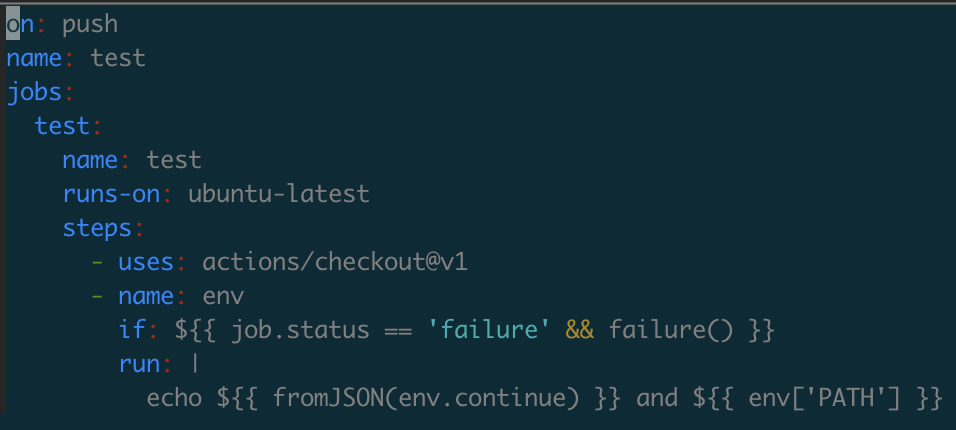 on: push
name: test
jobs:
  test:
    name: test
    runs-on: ubuntu-latest
    steps:
      - uses: actions/checkout@v1
      - name: env
        if: ${{ job.status == 'failure' && failure() }}
        run: |
          echo ${{ fromJSON(env.continue) }} and ${{ env['PATH'] }}